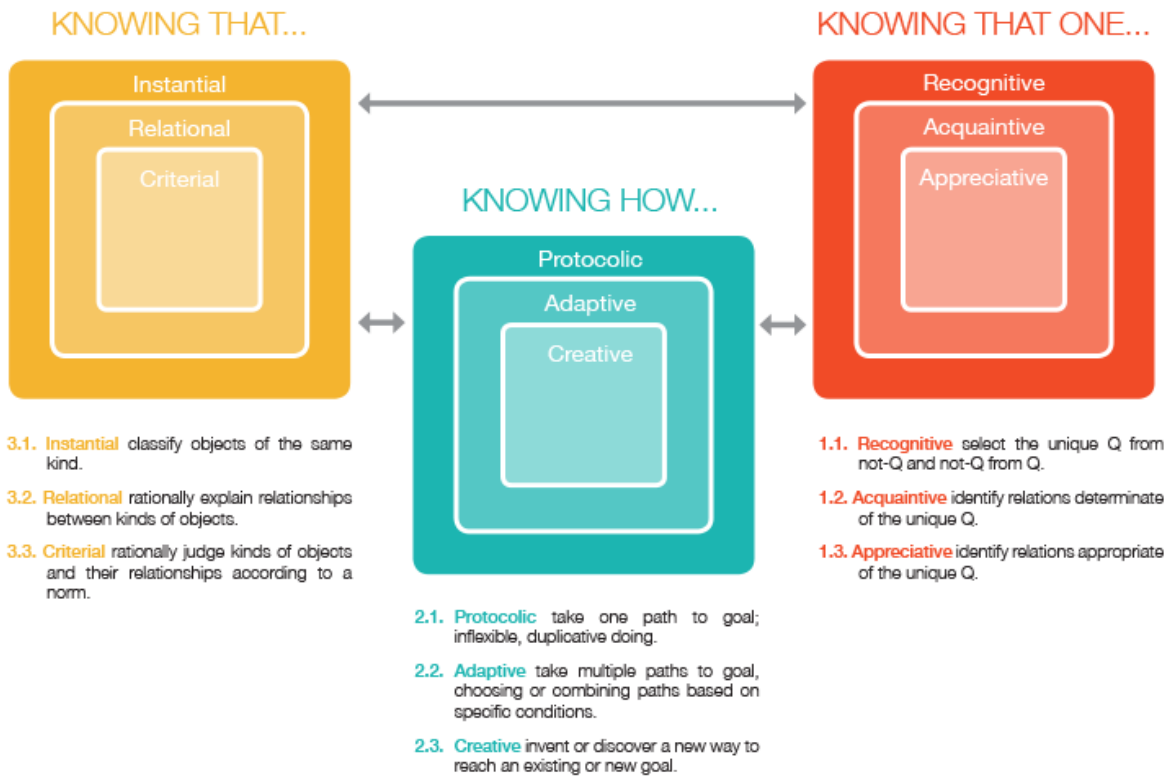 KNOWING THAT...
Instantial
Relational
Criterial
3.1. Instantial classify objects of the same
kind.
3.2. Relational rationally explain relationships
between kinds of objects.
3.3. Criterial rationally judge kinds of objects
and their relationships according to a
norm.
KNOWING HOW...
Protocolic
Adaptive
Creative
2.1. Protocolic take one path to goal;
inflexible, duplicative doing.
2.2. Adaptive take multiple paths to goal,
choosing or combining paths based on
specific conditions.
2.3. Creative invent or discover a new way to
reach an existing or new goal.
KNOWING THAT ONE...
Recognitive
Acquaintive
Appreciative
1.1. Recognitive select the unique Q from
not-Q and not-Q from Q.
1.2. Acquaintive identify relations determinate
of the unique Q.
1.3. Appreciative identify relations appropriate
of the unique Q.